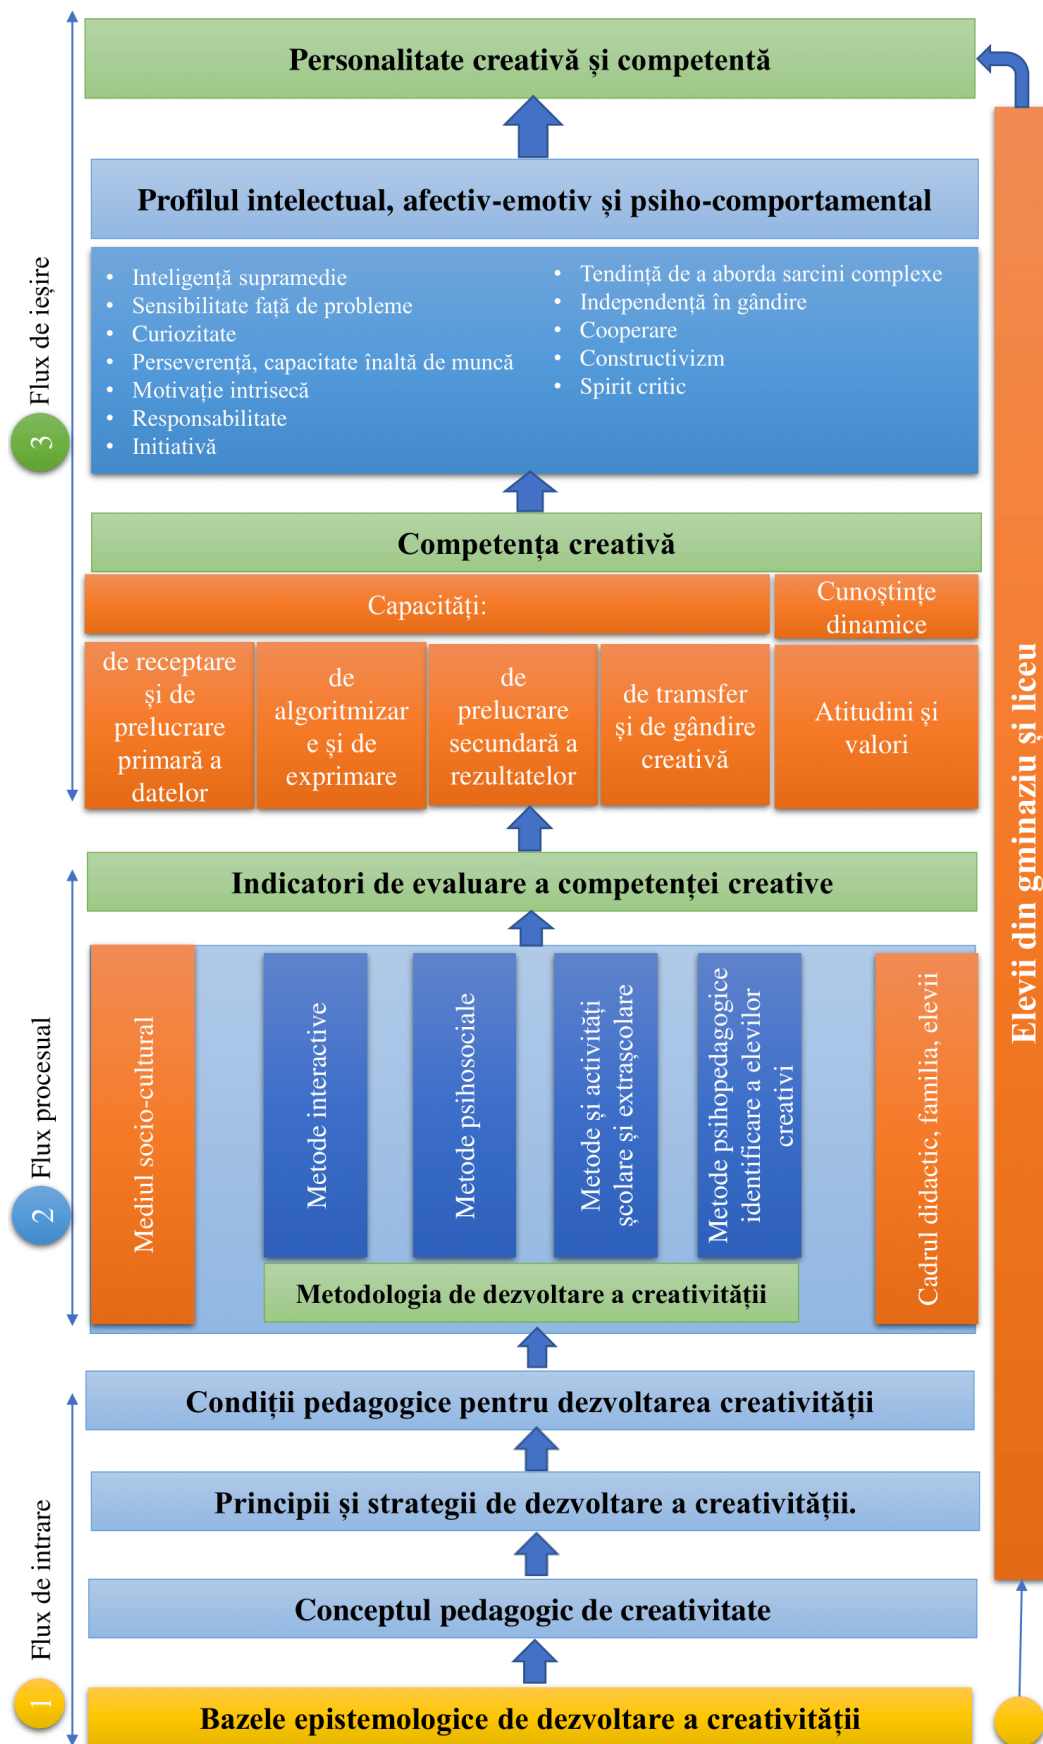 Personalitate creativă și competentă
Profilul intelectual, afectiv-emotiv și psiho-comportamental
• Inteligență supramedie
• Sensibilitate față de probleme
• Curiozitate
• Perseverență, capacitate înaltă de muncă
• Motivație intrisecă
• Responsabilitate
• Initiativă
• Tendință de a aborda sarcini complexe
• Independență în gândire
• Cooperare
• Constructivizm
• Spirit critic
3
Flux de ieșire
Competența creativă
Capacități:
Cunoștințe
dinamice
de receptare
și de
prelucrare
primară a
datelor
de
algoritmizar
e și de
exprimare
de
prelucrare
secundară a
rezultatelor
de tramsfer
și de gândire
creativă
Atitudini și
valori
Elevii din gminaziu și liceu
Indicatori de evaluare a competenței creative
2
Flux procesual
Mediul socio-cultural
Metode interactive
Metode psihosociale
Metode și activități
școlare și extrașcolare
Metode psihopedagogice
identificare a elevilor
creativi
Cadrul didactic, familia, elevii
Metodologia de dezvoltare a creativității
Condiții pedagogice pentru dezvoltarea creativității
Principii și strategii de dezvoltare a creativității.
Conceptul pedagogic de creativitate
Bazele epistemologice de dezvoltare a creativității
1
Flux de intrare